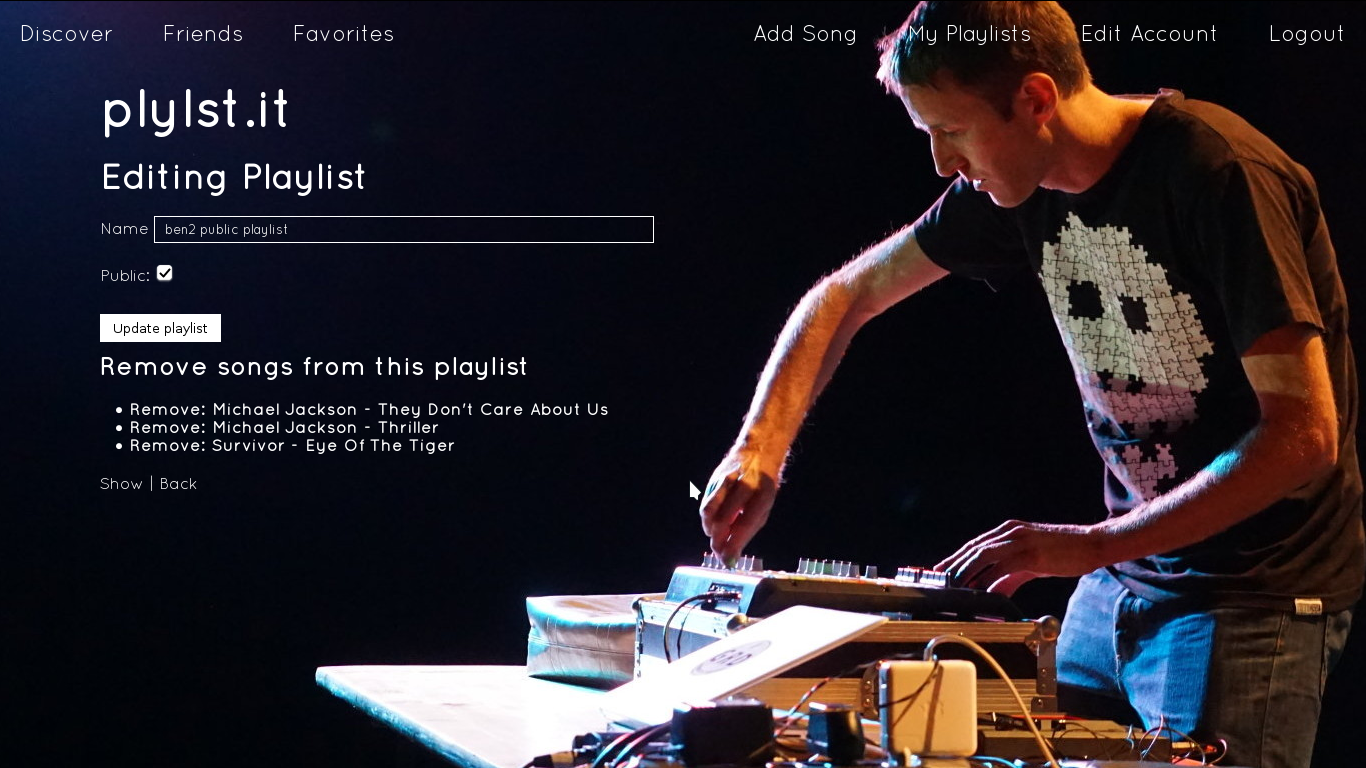 Discover Friends Favorites Add Song My Playlists Edit Account Logout
plylst.it
Editing Playlist
Name ben2 public playlist
Public:
Update playlist
Remove songs from this playlist
• Remove: Michael Jackson - They Don't Care About Us
• Remove: Michael Jackson - Thriller
• Remove: Survivor - Eye Of The Tiger
Show | Back